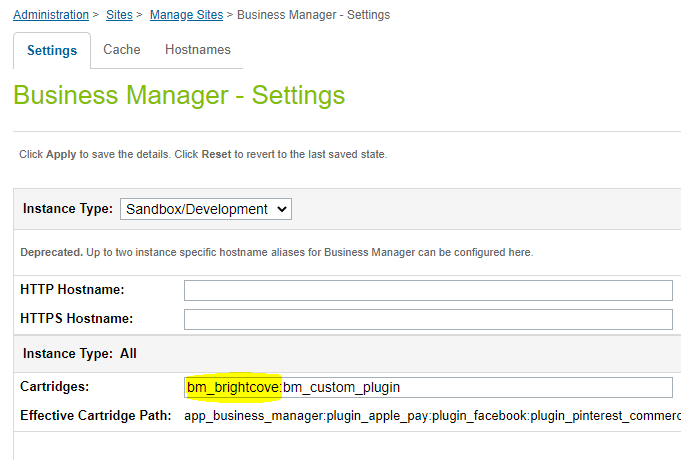 Administration > Sites > Manage Sites > Business Manager - Settings
Settings Cache Hostnames
Business Manager - Settings
Click Apply to save the details. Click Reset to revert to the last saved state.
Instance Type: Sandbox/Development
Deprecated. Up to two instance specific hostname aliases for Business Manager can be configured here.
HTTP Hostname:
HTTPS Hostname:
Instance Type: All
Cartridges: bm_brightcove:bm_custom_plugin
Effective Cartridge Path: app_business_manager:plugin_apple_pay:plugin_facebook:plugin_pinterest_commerc